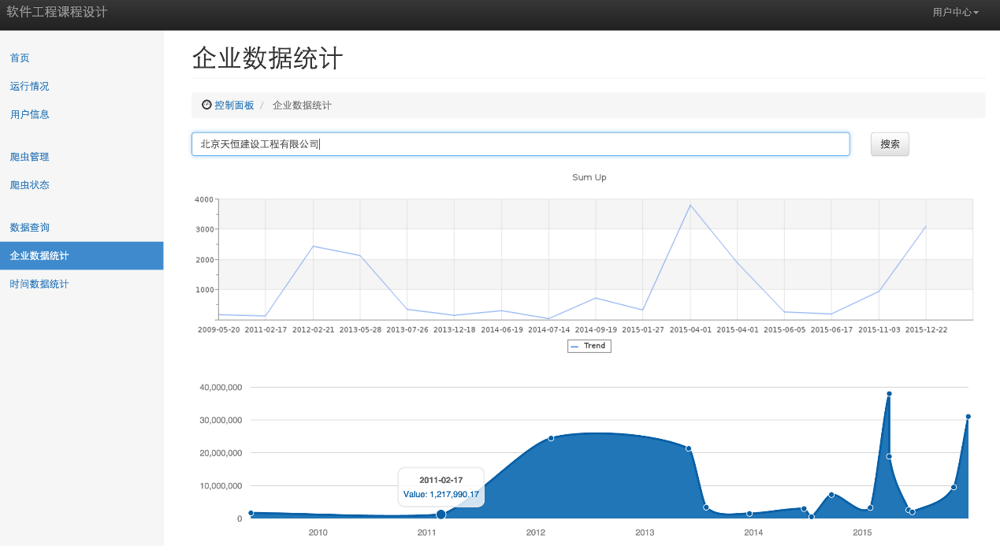 软件工程课程设计 用户中心
首页
运行情况
用户信息
爬虫管理
爬虫状态
数据查询
企业数据统计
时间数据统计
企业数据统计
控制面板 / 企业数据统计
北京天恒建设工程有限公司 搜索
Sum Up
4000
3000
2000
1000
2009-05-20 2011-02-17 2012-02-21 2013-05-28 2013-07-26 2013-12-18 2014-06-19 2014-07-14 2014-09-19 2015-01-27 2015-04-01 2015-04-01 2015-06-05 2015-06-17 2015-11-03 2015-12-22
Trend
40,000,000
30,000,000
20,000,000
10,000,000
0
2011-02-17
Value: 1,217,990.17
2010 2011 2012 2013 2014 2015